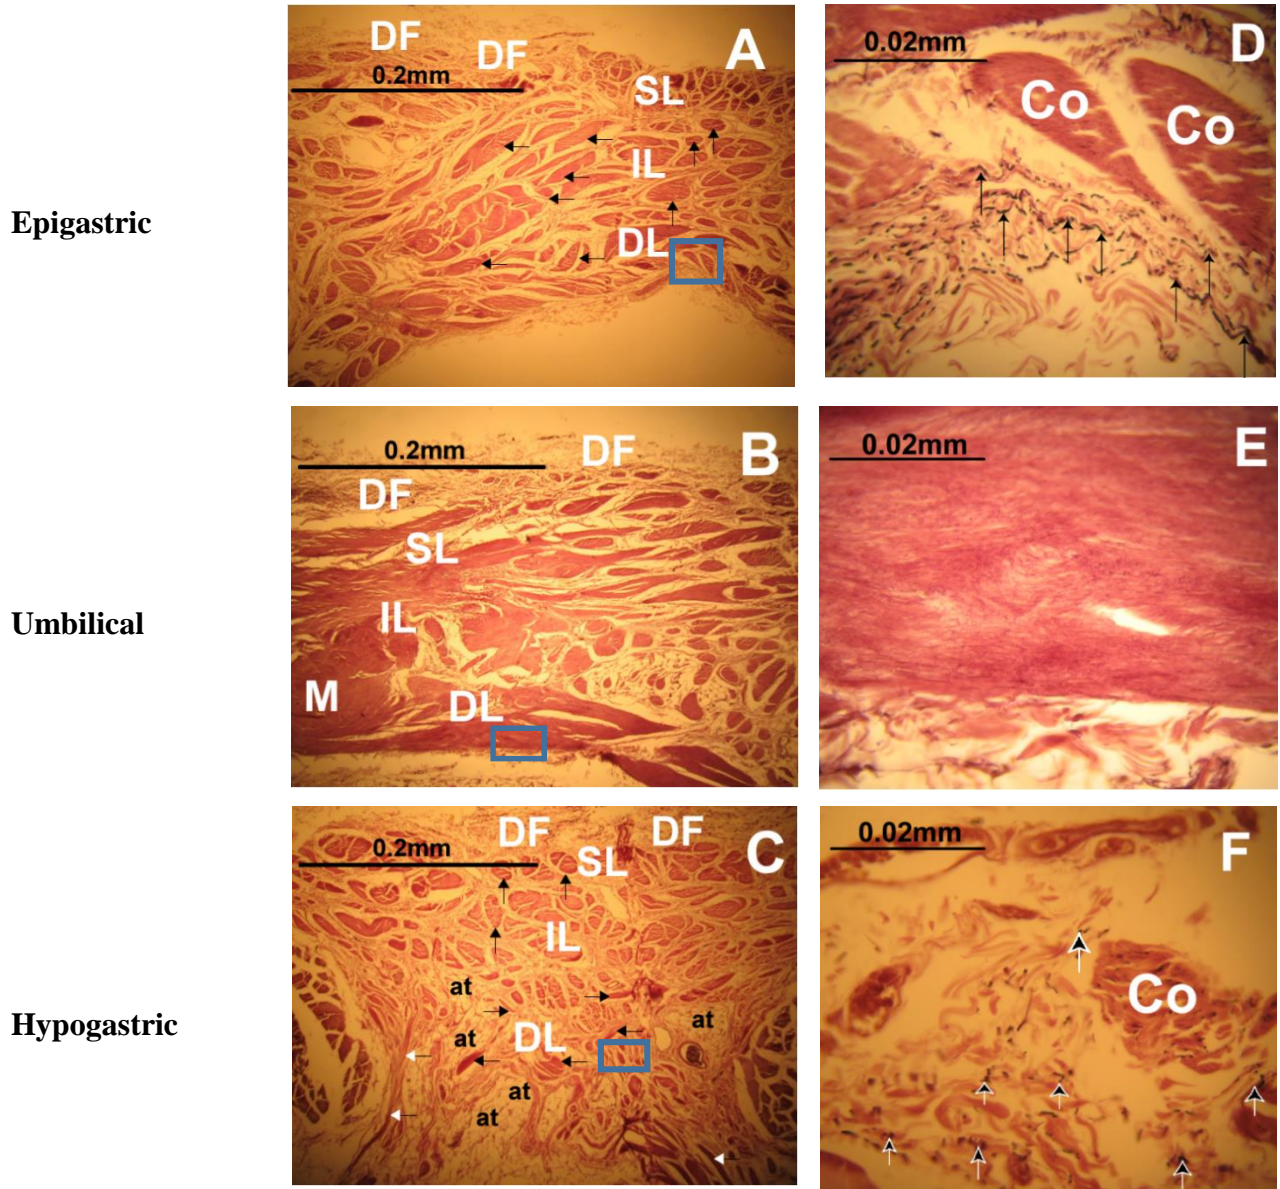 Epigastric
DF
DF
A
0.2mm
SL
IL
DL
0.02mm
D
Co
Co
Umbilical
DF
B
0.2mm
DF
SL
IL
M
DL
0.02mm
E
Hypogastric
DF
DF
C
0.2mm
SL
IL
at
at
DL
at
at
at
0.02mm
F
Co